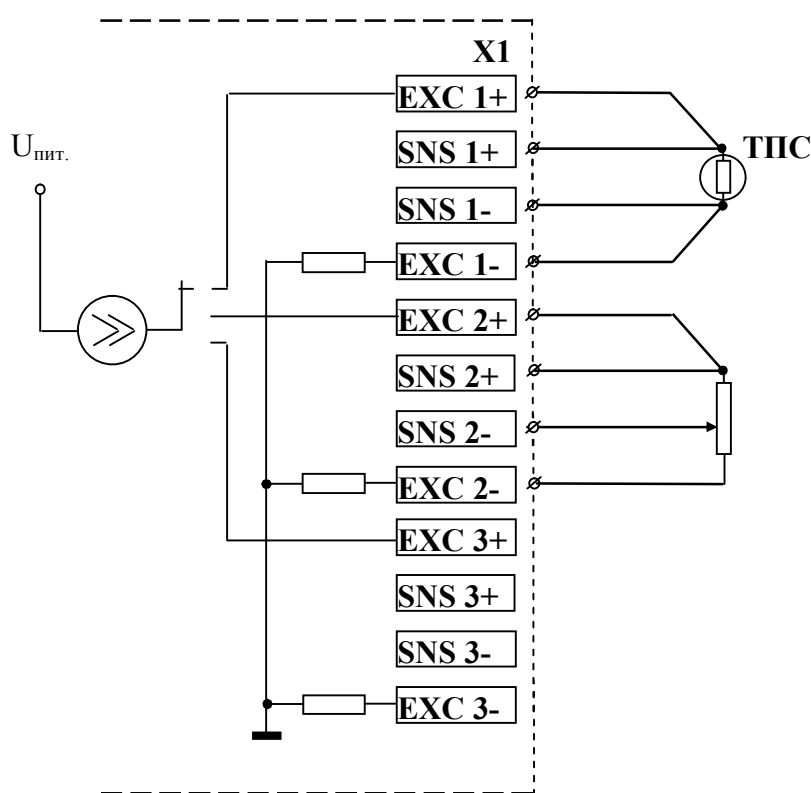 X1
EXC 1+
Uпит.
SNS 1+
ТПС
SNS 1-
EXC 1-
EXC 2+
SNS 2+
SNS 2-
EXC 2-
EXC 3+
SNS 3+
SNS 3-
EXC 3-